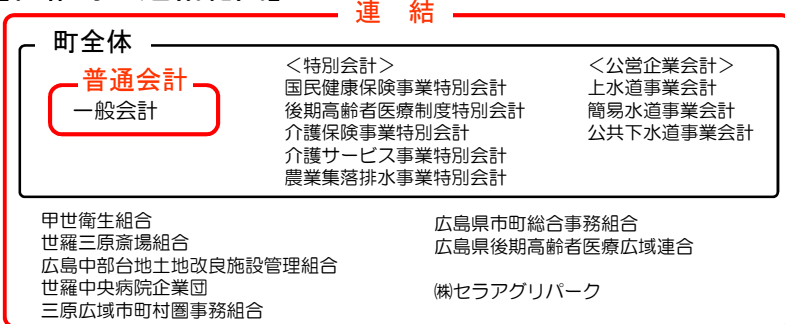 連 結
町全体
普通会計
一般会計
＜特別会計＞
国民健康保険事業特別会計
後期高齢者医療制度特別会計
介護保険事業特別会計
介護サービス事業特別会計
農業集落排水事業特別会計
＜公営企業会計＞
上水道事業会計
簡易水道事業会計
公共下水道事業会計
甲世衛生組合
世羅三原斎場組合
広島中部台地土地改良施設管理組合
世羅中央病院企業団
三原広域市町村圏事務組合
広島県市町総合事務組合
広島県後期高齢者医療広域連合
㈱セラアグリパーク